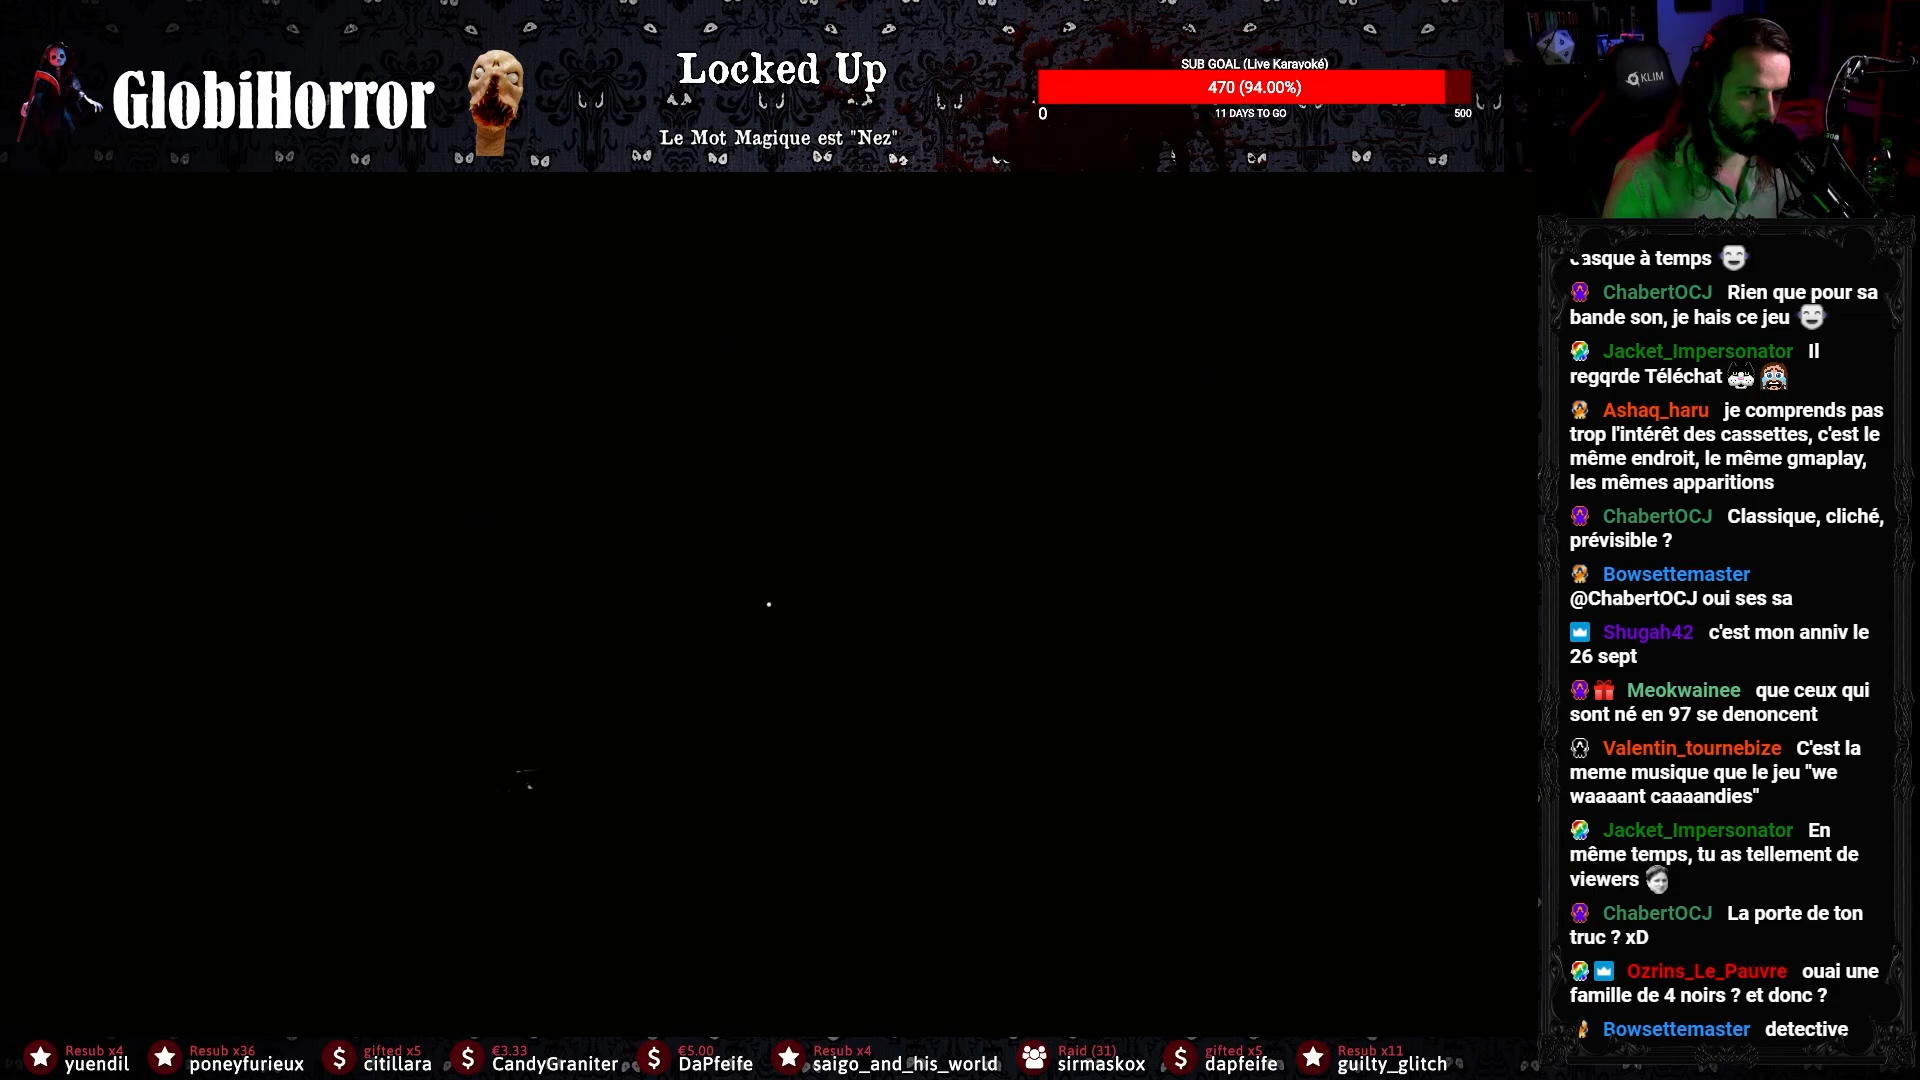 GlobiHorror
Locked Up
Le Mot Magique est "Nez"
SUB GOAL (Live Karayoké)
470 (94.00%)
0
11 DAYS TO GO
500
KLIM
casque à temps
ChabertOCJ Rien que pour sa
bande son, je hais ce jeu
Jacket_Impersonator Il
regqrde Téléchat
Ashaq_haru je comprends pas
trop l'intérêt des cassettes, c'est le
même endroit, le même gmaplay,
les mêmes apparitions
ChabertOCJ Classique, cliché,
prévisible ?
Bowsettemaster
@ChabertOCJ oui ses sa
Shugah42 c'est mon anniv le
26 sept
Meokwainee que ceux qui
sont né en 97 se denoncent
Valentin_tournebize C'est la
meme musique que le jeu "we
waaaant caaaandies"
Jacket_Impersonator En
même temps, tu as tellement de
viewers
ChabertOCJ La porte de ton
truc ? xD
Ozrins_Le_Pauvre ouai une
famille de 4 noirs ? et donc ?
Bowsettemaster detective
Resub x4
yuendil
Resub x36
poneyfurieux
gifted x5
citillara
€3.33
CandyGraniter
€5.00
DaPfeife
Resub x4
saigo_and_his_world
Raid (31)
sirmaskox
gifted x5
dapfeife
Resub x11
guilty_glitch